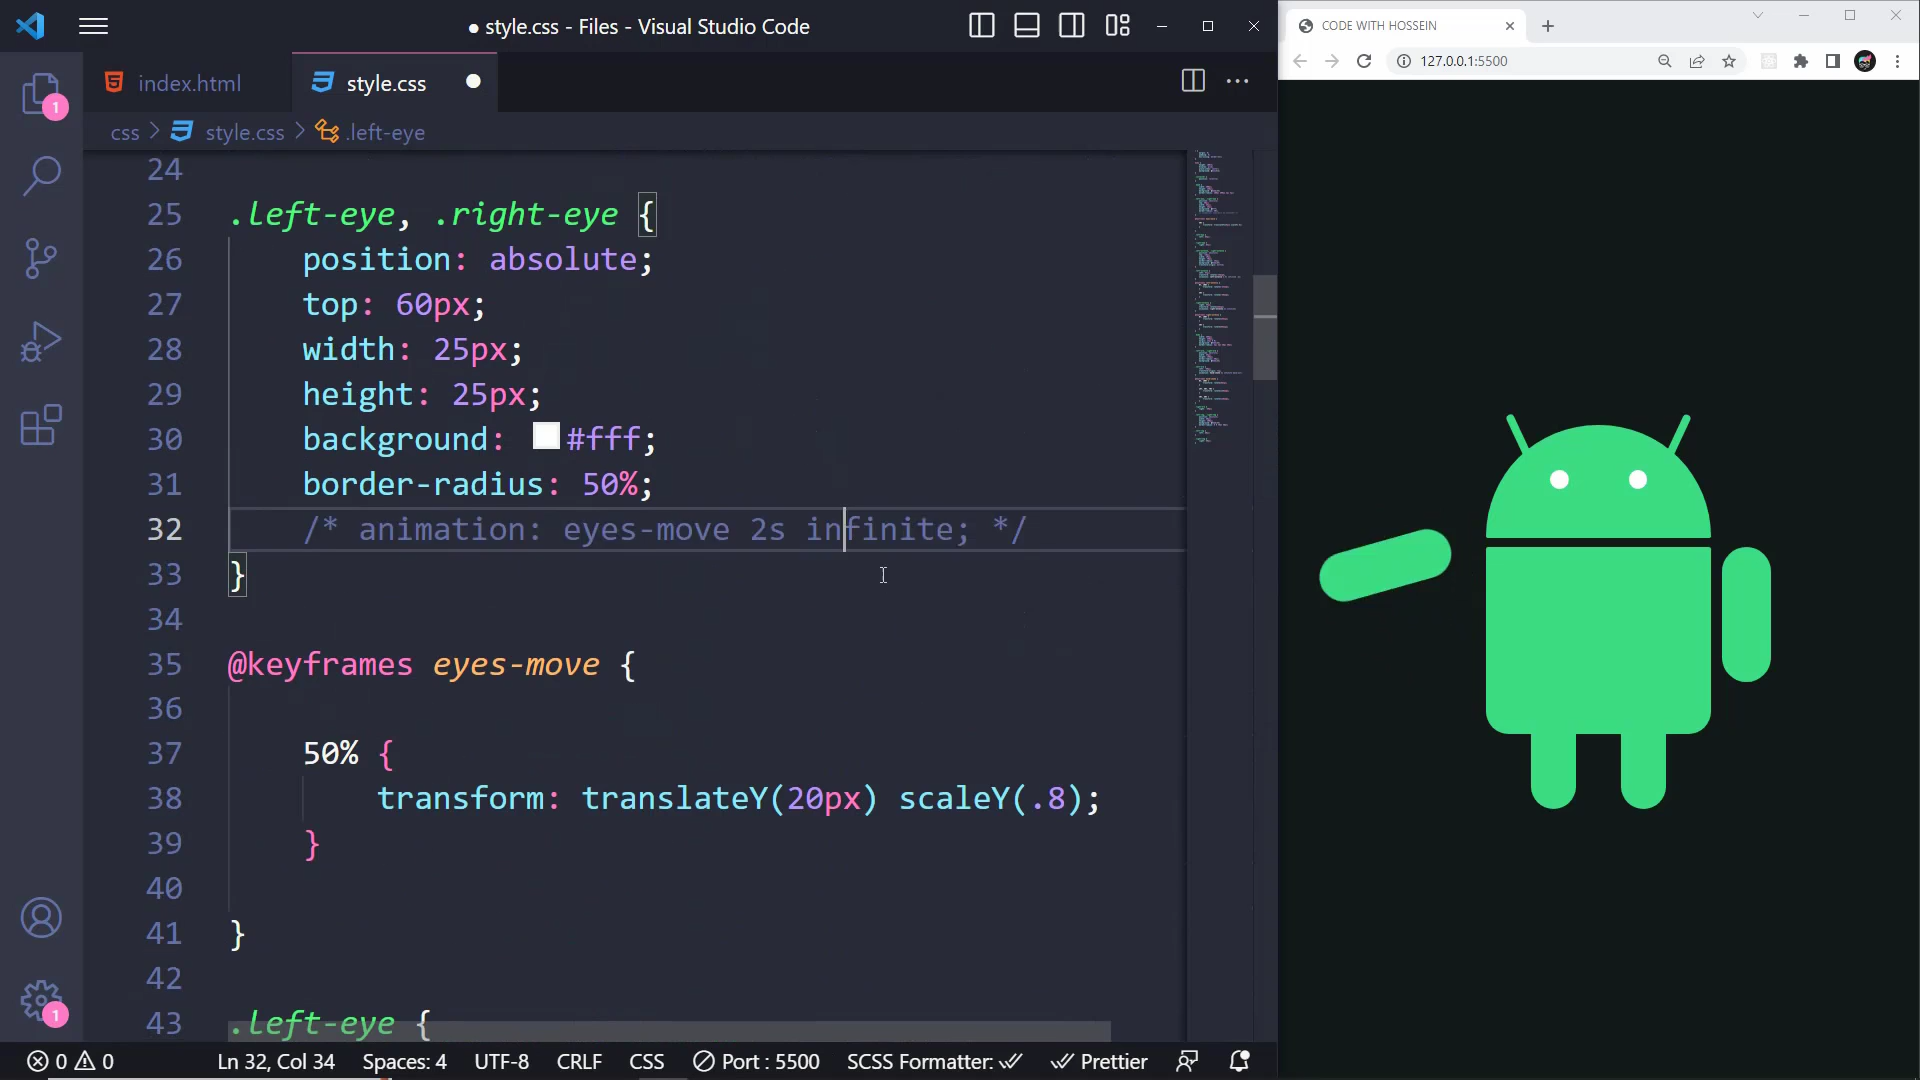 ● style.css - Files - Visual Studio Code
index.html
style.css
css > style.css > .left-eye
24
25 .left-eye, .right-eye {
26 position: absolute;
27 top: 60px;
28 width: 25px;
29 height: 25px;
30 background: #fff;
31 border-radius: 50%;
32 /* animation: eyes-move 2s infinite; */
33 }
34
35 @keyframes eyes-move {
36
37 50% {
38 transform: translateY(20px) scaleY(.8);
39 }
40
41 }
42
43 .left-eye {
1
1
0 0 Ln 32, Col 34 Spaces: 4 UTF-8 CRLF CSS Port : 5500 SCSS Formatter: Prettier
CODE WITH HOSSEIN
127.0.0.1:5500